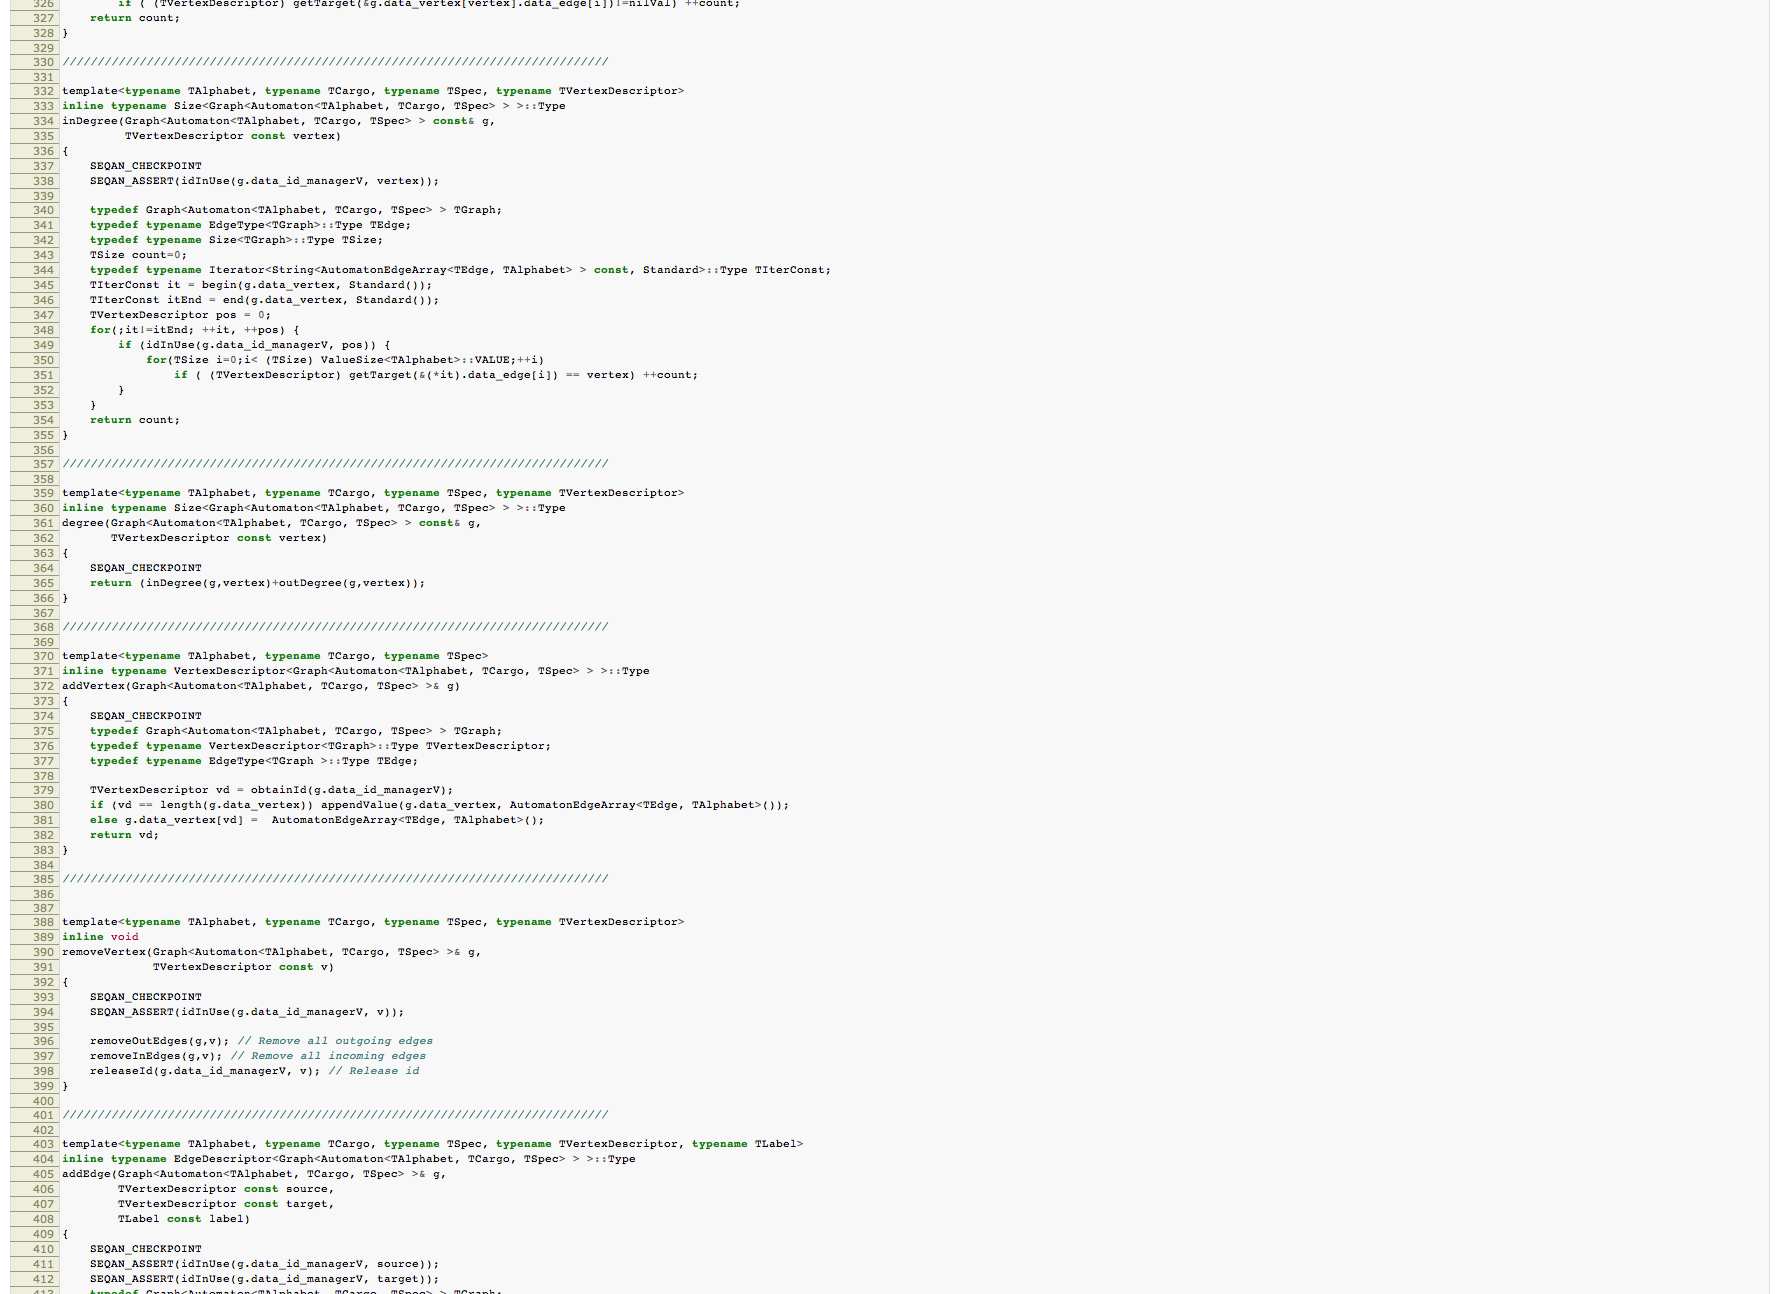 326         if ( (TVertexDescriptor) getTarget(&g.data_vertex[vertex].data_edge[i])!=nilVal) ++count;
327     return count;
328 }
329
330 //////////////////////////////////////////////////////////////////////////////
331
332 template<typename TAlphabet, typename TCargo, typename TSpec, typename TVertexDescriptor>
333 inline typename Size<Graph<Automaton<TAlphabet, TCargo, TSpec> > >::Type
334 inDegree(Graph<Automaton<TAlphabet, TCargo, TSpec> > const& g,
335          TVertexDescriptor const vertex)
336 {
337     SEQAN_CHECKPOINT
338     SEQAN_ASSERT(idInUse(g.data_id_managerV, vertex));
339
340     typedef Graph<Automaton<TAlphabet, TCargo, TSpec> > TGraph;
341     typedef typename EdgeType<TGraph>::Type TEdge;
342     typedef typename Size<TGraph>::Type TSize;
343     TSize count=0;
344     typedef typename Iterator<String<AutomatonEdgeArray<TEdge, TAlphabet> > const, Standard>::Type TIterConst;
345     TIterConst it = begin(g.data_vertex, Standard());
346     TIterConst itEnd = end(g.data_vertex, Standard());
347     TVertexDescriptor pos = 0;
348     for(;it!=itEnd; ++it, ++pos) {
349         if (idInUse(g.data_id_managerV, pos)) {
350             for(TSize i=0;i< (TSize) ValueSize<TAlphabet>::VALUE;++i)
351                 if ( (TVertexDescriptor) getTarget(&(*it).data_edge[i]) == vertex) ++count;
352         }
353     }
354     return count;
355 }
356
357 //////////////////////////////////////////////////////////////////////////////
358
359 template<typename TAlphabet, typename TCargo, typename TSpec, typename TVertexDescriptor>
360 inline typename Size<Graph<Automaton<TAlphabet, TCargo, TSpec> > >::Type
361 degree(Graph<Automaton<TAlphabet, TCargo, TSpec> > const& g,
362        TVertexDescriptor const vertex)
363 {
364     SEQAN_CHECKPOINT
365     return (inDegree(g,vertex)+outDegree(g,vertex));
366 }
367
368 //////////////////////////////////////////////////////////////////////////////
369
370 template<typename TAlphabet, typename TCargo, typename TSpec>
371 inline typename VertexDescriptor<Graph<Automaton<TAlphabet, TCargo, TSpec> > >::Type
372 addVertex(Graph<Automaton<TAlphabet, TCargo, TSpec> >& g)
373 {
374     SEQAN_CHECKPOINT
375     typedef Graph<Automaton<TAlphabet, TCargo, TSpec> > TGraph;
376     typedef typename VertexDescriptor<TGraph>::Type TVertexDescriptor;
377     typedef typename EdgeType<TGraph >::Type TEdge;
378
379     TVertexDescriptor vd = obtainId(g.data_id_managerV);
380     if (vd == length(g.data_vertex)) appendValue(g.data_vertex, AutomatonEdgeArray<TEdge, TAlphabet>());
381     else g.data_vertex[vd] =  AutomatonEdgeArray<TEdge, TAlphabet>();
382     return vd;
383 }
384
385 //////////////////////////////////////////////////////////////////////////////
386
387
388 template<typename TAlphabet, typename TCargo, typename TSpec, typename TVertexDescriptor>
389 inline void
390 removeVertex(Graph<Automaton<TAlphabet, TCargo, TSpec> >& g,
391              TVertexDescriptor const v)
392 {
393     SEQAN_CHECKPOINT
394     SEQAN_ASSERT(idInUse(g.data_id_managerV, v));
395
396     removeOutEdges(g,v); // Remove all outgoing edges
397     removeInEdges(g,v); // Remove all incoming edges
398     releaseId(g.data_id_managerV, v); // Release id
399 }
400
401 //////////////////////////////////////////////////////////////////////////////
402
403 template<typename TAlphabet, typename TCargo, typename TSpec, typename TVertexDescriptor, typename TLabel>
404 inline typename EdgeDescriptor<Graph<Automaton<TAlphabet, TCargo, TSpec> > >::Type
405 addEdge(Graph<Automaton<TAlphabet, TCargo, TSpec> >& g,
406         TVertexDescriptor const source,
407         TVertexDescriptor const target,
408         TLabel const label)
409 {
410     SEQAN_CHECKPOINT
411     SEQAN_ASSERT(idInUse(g.data_id_managerV, source));
412     SEQAN_ASSERT(idInUse(g.data_id_managerV, target));
413     typedef Graph<Automaton<TAlphabet, TCargo, TSpec> > TGraph;